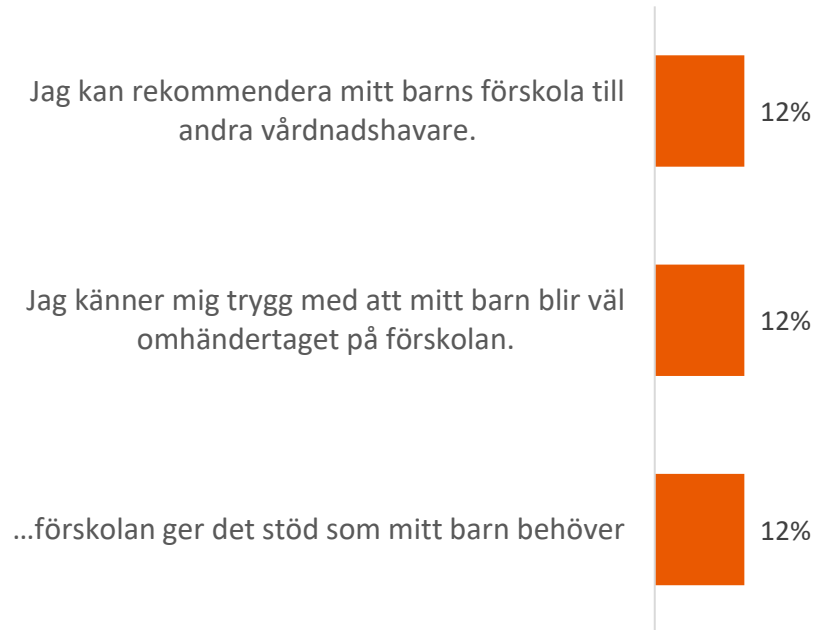 Jag kan rekommendera mitt barns förskola till
andra vårdnadshavare.
12%
Jag känner mig trygg med att mitt barn blir väl
omhändertaget på förskolan.
12%
...förskolan ger det stöd som mitt barn behöver
12%